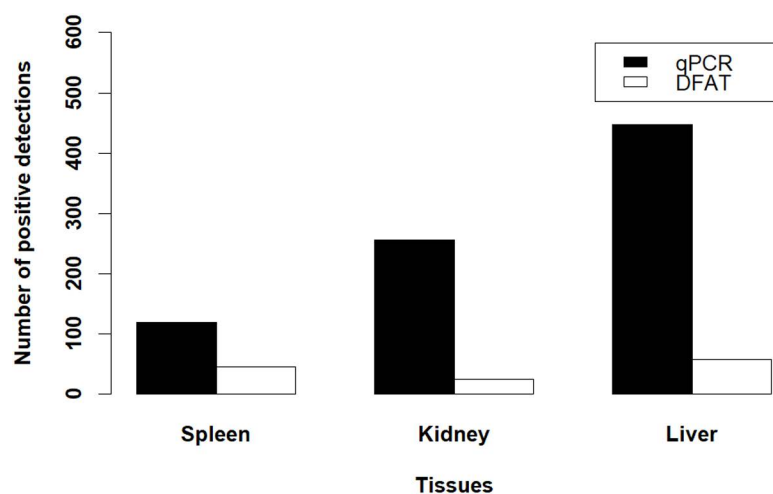 Number of positive detections
600
500
400
300
200
100
0
qPCR
DFAT
Spleen
Kidney
Liver
Tissues